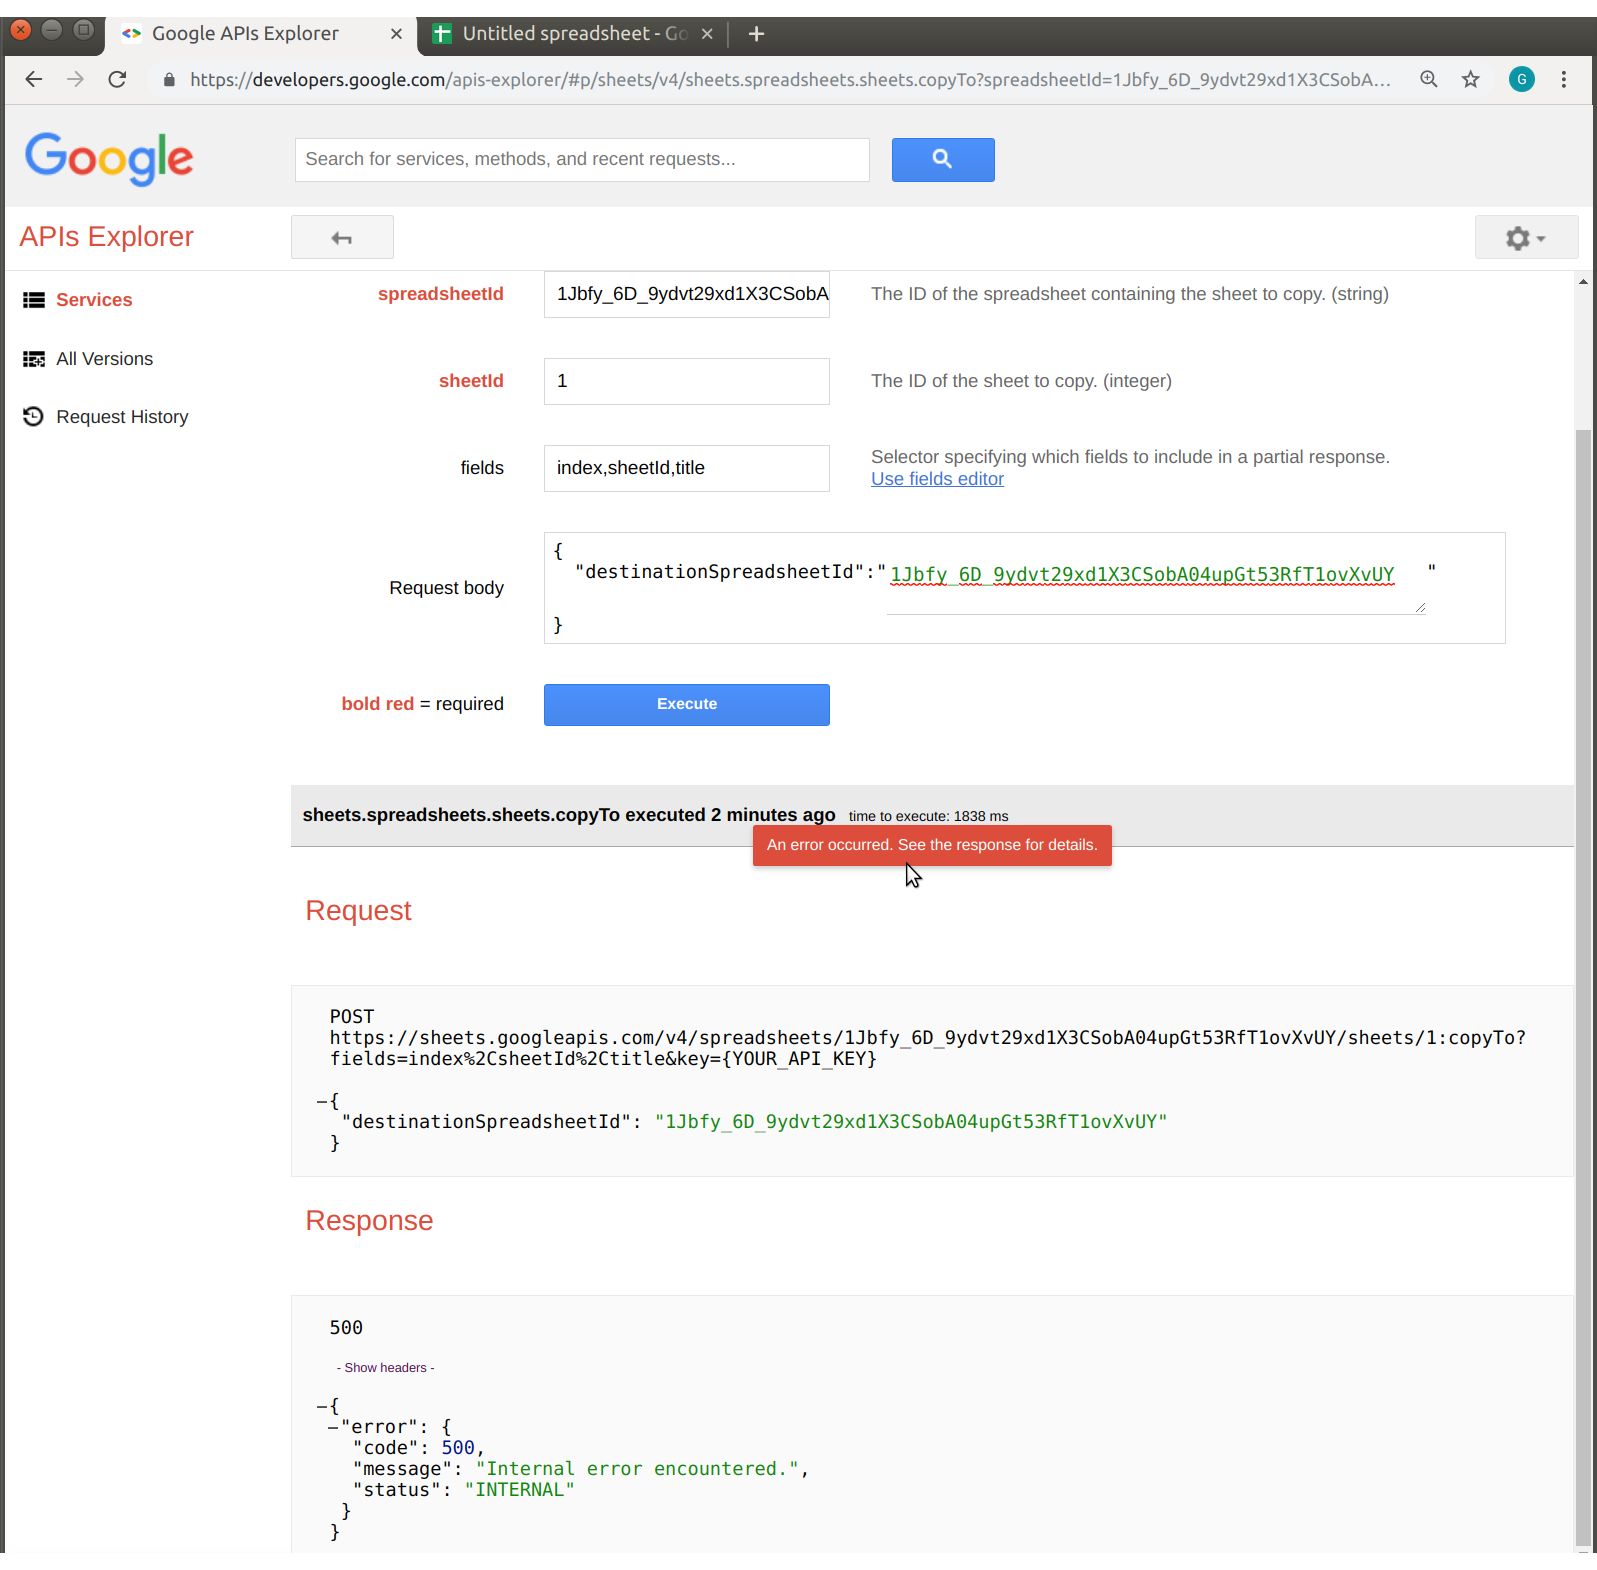 Google APIs Explorer
Untitled spreadsheet - Go
https://developers.google.com/apis-explorer/#p/sheets/v4/sheets.spreadsheets.sheets.copyTo?spreadsheetId=1Jbfy_6D_9ydvt29xd1X3CSobA...
G
Google
Search for services, methods, and recent requests...
APIs Explorer
Services
All Versions
Request History
spreadsheetId
1Jbfy_6D_9ydvt29xd1X3CSobA
The ID of the spreadsheet containing the sheet to copy. (string)
sheetId
1
The ID of the sheet to copy. (integer)
fields
index,sheetId,title
Selector specifying which fields to include in a partial response.
Use fields editor
Request body
{
"destinationSpreadsheetId":"1Jbfy_6D_9ydvt29xd1X3CSobA04upGt53RfT1ovXvUY"
}
bold red = required
Execute
sheets.spreadsheets.sheets.copyTo executed 2 minutes ago time to execute: 1838 ms
An error occurred. See the response for details.
Request
POST
https://sheets.googleapis.com/v4/spreadsheets/1Jbfy_6D_9ydvt29xd1X3CSobA04upGt53RfT1ovXvUY/sheets/1:copyTo?
fields=index%2CsheetId%2Ctitle&key={YOUR_API_KEY}
–{
"destinationSpreadsheetId": "1Jbfy_6D_9ydvt29xd1X3CSobA04upGt53RfT1ovXvUY"
}
Response
500
- Show headers -
–{
–"error": {
"code": 500,
"message": "Internal error encountered.",
"status": "INTERNAL"
}
}